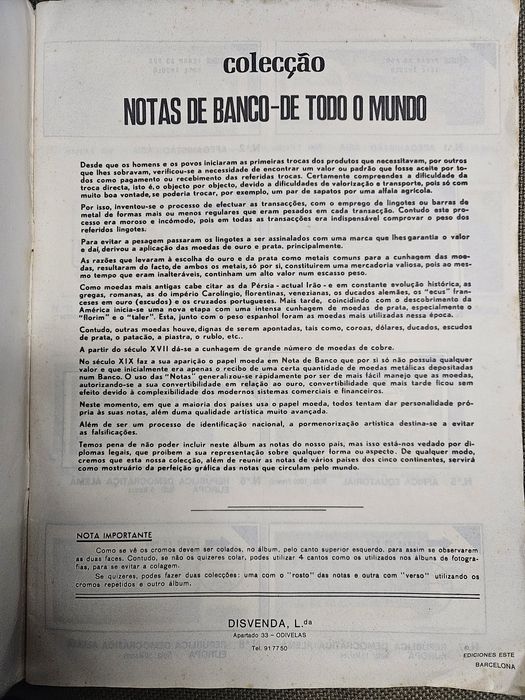 colecção
NOTAS DE BANCO-DE TODO O MUNDO
Desde que os homens e os povos iniciaram as primeiras trocas dos produtos que necessitavam, por outros
que lhes sobravam, verificou-se a necessidade de encontrar um valor ou padrão que fosse aceite por to-
dos como pagamento ou recebimento das referidas trocas. Certamente compreendes a dificuldade da
troca directa, isto é, o objecto por objecto, devido a dificuldades de valorização e transporte, pois só com
muito boa vontade, se poderia trocar, por exemplo, um par de sapatos por uma alfaia agrícola.
Por isso, inventou-se o processo de efectuar as transacções, com o emprego de lingotes ou barras de
metal de formas mais ou menos regulares que eram pesados em cada transacção. Contudo este pro-
cesso era moroso e incómodo, pois em todas as transacções era indispensável comprovar o peso dos
referidos lingotes.
Para evitar a pesagem passaram os lingotes a ser assinalados com uma marca que lhes garantia o valor
e daí, derivou a aplicação das moedas de ouro e prata, principalmente.
As razões que levaram à escolha do ouro e da prata como metais comuns para a cunhagem das moe-
das, resultaram do facto, de ambos os metais, só por si, constituirem uma mercadoria valiosa, pois ao mes-
mo tempo que eram inalteráveis, continham um alto valor num escasso peso.
Como moedas mais antigas cabe citar as da Pérsia - actual Irão - e em constante evolução histórica, as
gregas, romanas, as do império Carolíngio, florentinas, venezianas, os ducados alemães, os "ecus" fran-
ceses em ouro (escudos) e os cruzados portugueses. Mais tarde, coincidindo com o descobrimento da
América inicia-se uma nova etapa com uma intensa cunhagem de moedas de prata, especialmente o
"florim" e o "taler". Esta, junto com o peso espanhol foram as moedas mais utilizadas nessa época.
Contudo, outras moedas houve, dignas de serem apontadas, tais como, coroas, dólares, ducados, escudos
de prata, o patacão, a piastra, o rublo, etc..
A partir do século XVII dá-se a cunhagem de grande número de moedas de cobre.
No século XIX faz a sua aparição o papel moeda em Nota de Banco que por si só não possuía qualquer
valor e que inicialmente era apenas o recibo de uma certa quantidade de moedas metálicas depositadas
num Banco. O uso das "Notas" generalizou-se rapidamente por ser de mais fácil manejo que as moedas,
autorizando-se a sua convertibilidade em relação ao ouro, convertibilidade que mais tarde ficou sem
efeito devido à complexibilidade dos modernos sistemas comerciais e financeiros.
Neste momento, em que a maioria dos países usa o papel moeda, todos tentam dar personalidade pró-
pria às suas notas, além duma qualidade artística muito avançada.
Além de ser um processo de identificação nacional, a pormenorização artística destina-se a evitar
as falsificações.
Temos pena de não poder incluir neste álbum as notas do nosso país, mas isso está-nos vedado por di-
plomas legais, que proibem a sua representação sobre qualquer forma ou aspecto. De qualquer modo,
cremos que esta nossa colecção, além de reunir as notas de vários países dos cinco continentes, servirá
como mostruário da perfeição gráfica das notas que circulam pelo mundo.
NOTA IMPORTANTE
Como se vê os cromos devem ser colados, no álbum, pelo canto superior esquerdo, para assim se observarem
as duas faces. Contudo, se não os quizeres colar, podes utilizar 4 cantos como os utilizados nos álbuns de fotogra-
fias, para se evitar a colagem.
Se quizeres, podes fazer duas colecções: uma com o "rosto" das notas e outra com "verso" utilizando os
cromos repetidos e outro álbum.
DISVENDA, L.da
Apartado 33 - ODIVELAS
Tel. 917750
© EDICIONES ESTE
BARCELONA